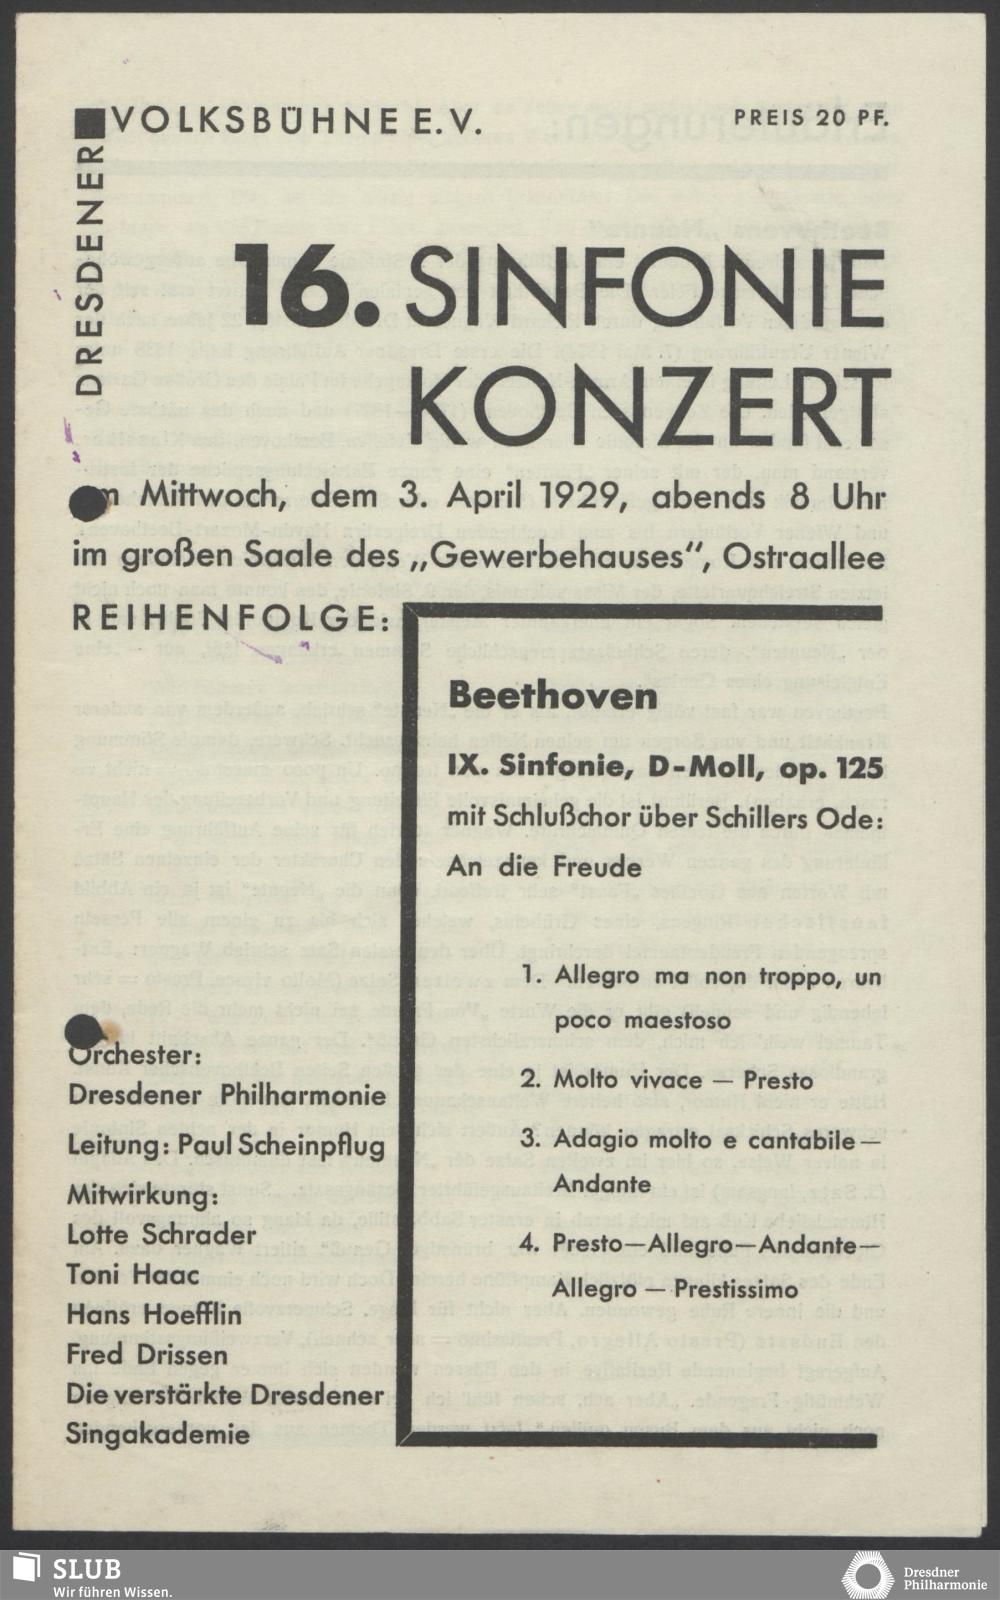 DRESDENER
VOLKSBÜHNE E.V.
PREIS 20 PF.
16. SINFONIE
KONZERT
Mittwoch, dem 3. April 1929, abends 8 Uhr
im großen Saale des „Gewerbehauses“, Ostraallee
REIHENFOLGE:
Beethoven
IX. Sinfonie, D-Moll, op. 125
mit Schlußchor über Schillers Ode:
An die Freude
1. Allegro ma non troppo, un
poco maestoso
2. Molto vivace — Presto
3. Adagio molto e cantabile —
Andante
4. Presto — Allegro — Andante —
Allegro — Prestissimo
Orchester:
Dresdener Philharmonie
Leitung: Paul Scheinpflug
Mitwirkung:
Lotte Schrader
Toni Haac
Hans Hoefflin
Fred Drissen
Die verstärkte Dresdener
Singakademie
SLUB
Wir führen Wissen.
Dresdner
Philharmonie